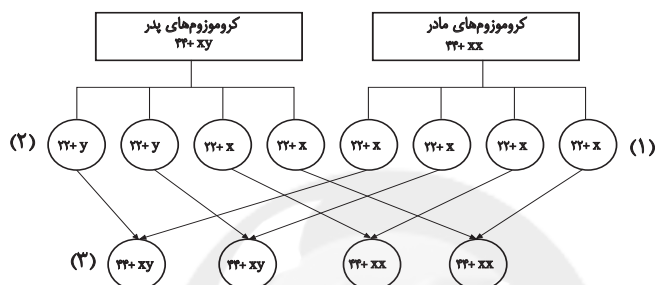 کروموزوم‌های مادر
۴۴+ xx
کروموزوم‌های پدر
۴۴+ xy
(۱)
۲۲+ x
۲۲+ x
۲۲+ x
۲۲+ x
۲۲+ x
۲۲+ x
۲۲+ y
۲۲+ y
(۲)
۴۴+ xx
۴۴+ xx
۴۴+ xy
۴۴+ xy
(۳)